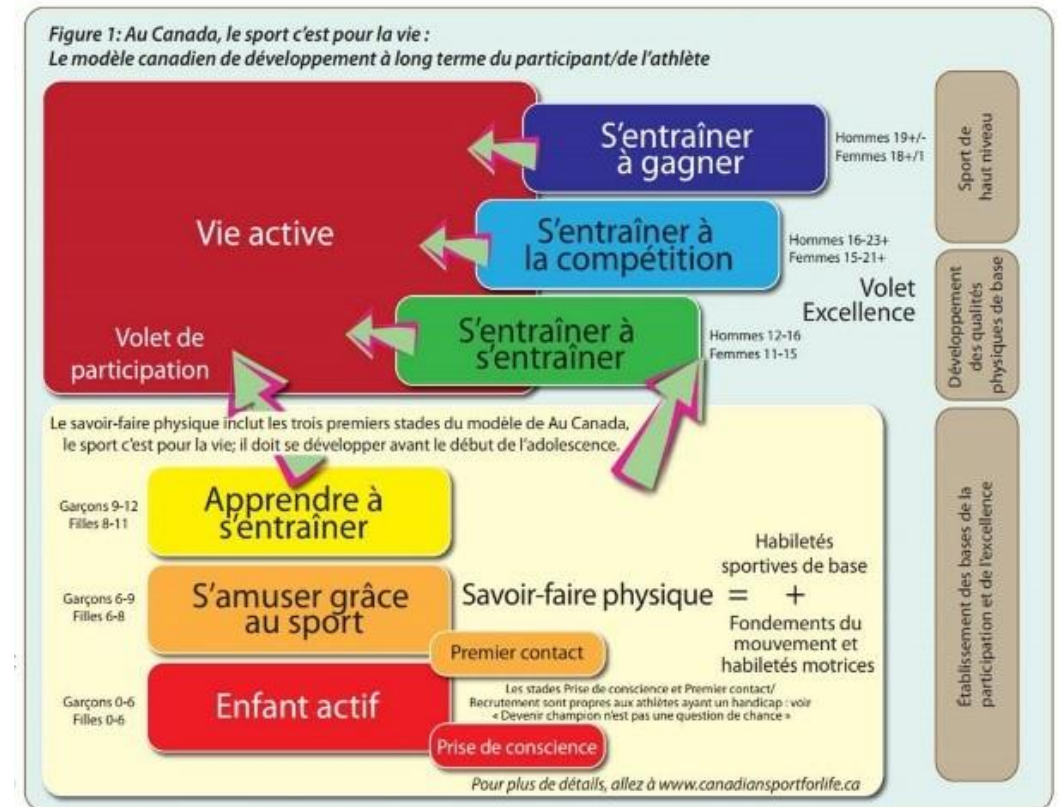 Figure 1: Au Canada, le sport c'est pour la vie :
Le modèle canadien de développement à long terme du participant/de l'athlète
S'entraîner
à gagner
Hommes 19+/-
Femmes 18+/1
Sport de
haut niveau
Vie active
S'entraîner à
la compétition
Hommes 16-23+
Femmes 15-21+
Volet
Excellence
Volet de
participation
S'entraîner à
s'entraîner
Hommes 12-16
Femmes 11-15
Développement
des qualités
physiques de base
Le savoir-faire physique inclut les trois premiers stades du modèle de Au Canada,
le sport c'est pour la vie; il doit se développer avant le début de l'adolescence.
Garçons 9-12
Filles 8-11
Apprendre à
s'entraîner
Garçons 6-9
Filles 6-8
S'amuser grâce
au sport
Premier contact
Savoir-faire physique =
Habiletés
sportives de base
+
Fondements du
mouvement et
habiletés motrices
Garçons 0-6
Filles 0-6
Enfant actif
Prise de conscience
Les stades Prise de conscience et Premier contact/
Recrutement sont propres aux athlètes ayant un handicap : voir
« Devenir champion n'est pas une question de chance »
Établissement des bases de la
participation et de l'excellence
Pour plus de détails, allez à www.canadiansportforlife.ca